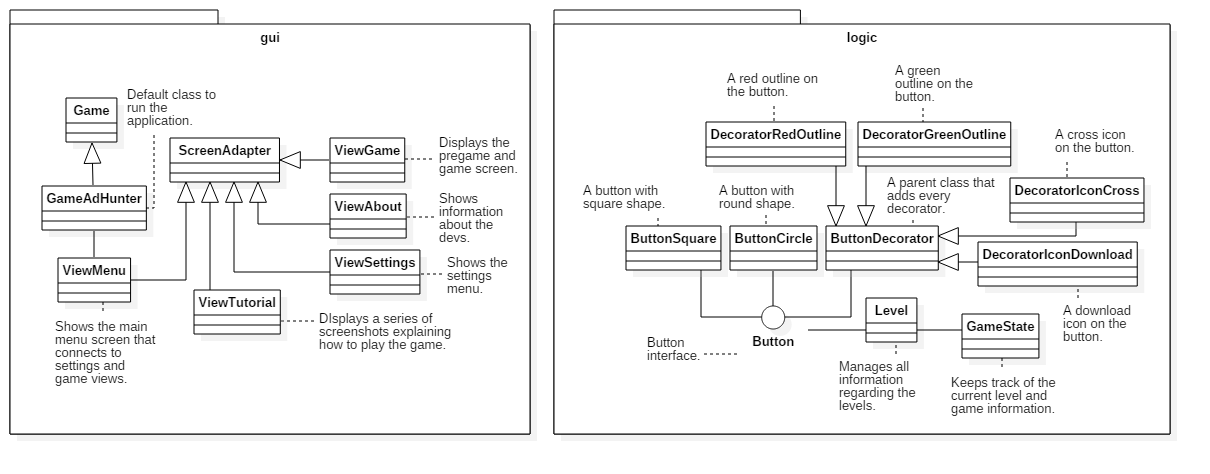 gui
Game
Default class to
run the
application.
ScreenAdapter
ViewGame
Displays the
pregame and
game screen.
GameAdHunter
ViewAbout
Shows
information
about the
devs.
ViewMenu
ViewSettings
Shows the
settings
menu.
ViewTutorial
DIsplays a series of
screenshots explaining
how to play the game.
Shows the main
menu screen that
connects to
settings and
game views.
logic
A red outline on
the button.
A green
outline on the
button.
DecoratorRedOutline
DecoratorGreenOutline
A cross icon
on the button.
A button with
square shape.
A button with
round shape.
A parent class that
adds every
decorator.
DecoratorIconCross
ButtonSquare
ButtonCircle
ButtonDecorator
DecoratorIconDownload
Level
GameState
A download
icon on the
button.
Button
Button
interface.
Manages all
information
regarding the
levels.
Keeps track of the
current level and
game information.